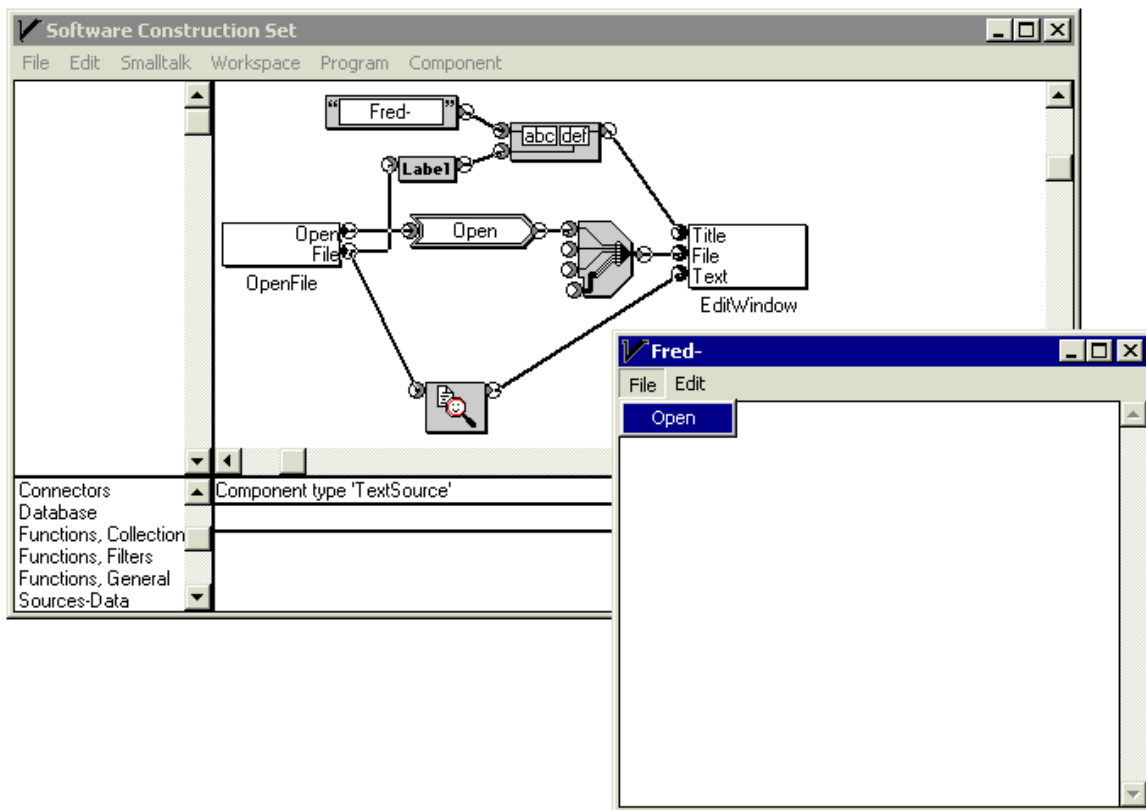 Software Construction Set
File Edit Smalltalk Workspace Program Component
“ Fred- ”
abc def
Label
Open
File
OpenFile
Open
Title
File
Text
EditWindow
Fred-
File Edit
Open
Connectors
Database
Functions, Collection
Functions, Filters
Functions, General
Sources-Data
Component type 'TextSource'